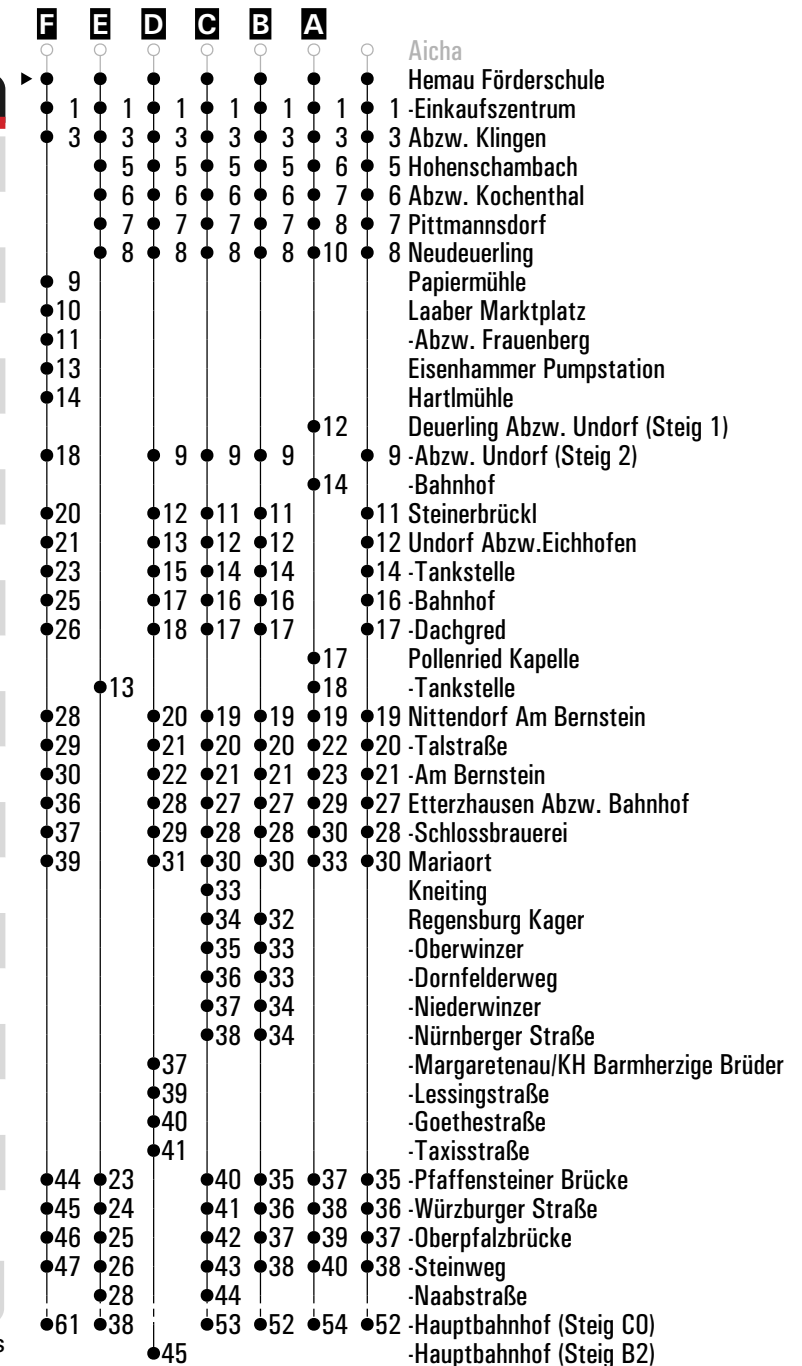 F E D C B A
Aicha
Hemau Förderschule
1 1 1 1 1 1 1 -Einkaufszentrum
3 3 3 3 3 3 3 Abzw. Klingen
5 5 5 5 6 5 Hohenschambach
6 6 6 6 7 6 Abzw. Kochenthal
7 7 7 7 8 7 Pittmannsdorf
8 8 8 8 10 8 Neudeuerling
9 Papiermühle
10 Laaber Marktplatz
11 -Abzw. Frauenberg
13 Eisenhammer Pumpstation
14 Hartlmühle
12 Deuerling Abzw. Undorf (Steig 1)
18 9 9 9 9 -Abzw. Undorf (Steig 2)
14 -Bahnhof
20 12 11 11 11 Steinerbrückl
21 13 12 12 12 Undorf Abzw.Eichhofen
23 15 14 14 14 -Tankstelle
25 17 16 16 16 -Bahnhof
26 18 17 17 17 -Dachgred
17 Pollenried Kapelle
13 18 -Tankstelle
28 20 19 19 19 19 Nittendorf Am Bernstein
29 21 20 20 22 20 -Talstraße
30 22 21 21 23 21 -Am Bernstein
36 28 27 27 29 27 Etterzhausen Abzw. Bahnhof
37 29 28 28 30 28 -Schlossbrauerei
39 31 30 30 33 30 Mariaort
33 Kneiting
34 32 Regensburg Kager
35 33 -Oberwinzer
36 33 -Dornfelderweg
37 34 -Niederwinzer
38 34 -Nürnberger Straße
37 -Margaretenau/KH Barmherzige Brüder
39 -Lessingstraße
40 -Goethestraße
41 -Taxisstraße
44 23 40 35 37 35 -Pfaffensteiner Brücke
45 24 41 36 38 36 -Würzburger Straße
46 25 42 37 39 37 -Oberpfalzbrücke
47 26 43 38 40 38 -Steinweg
28 44 -Naabstraße
61 38 53 52 54 52 -Hauptbahnhof (Steig C0)
45 -Hauptbahnhof (Steig B2)